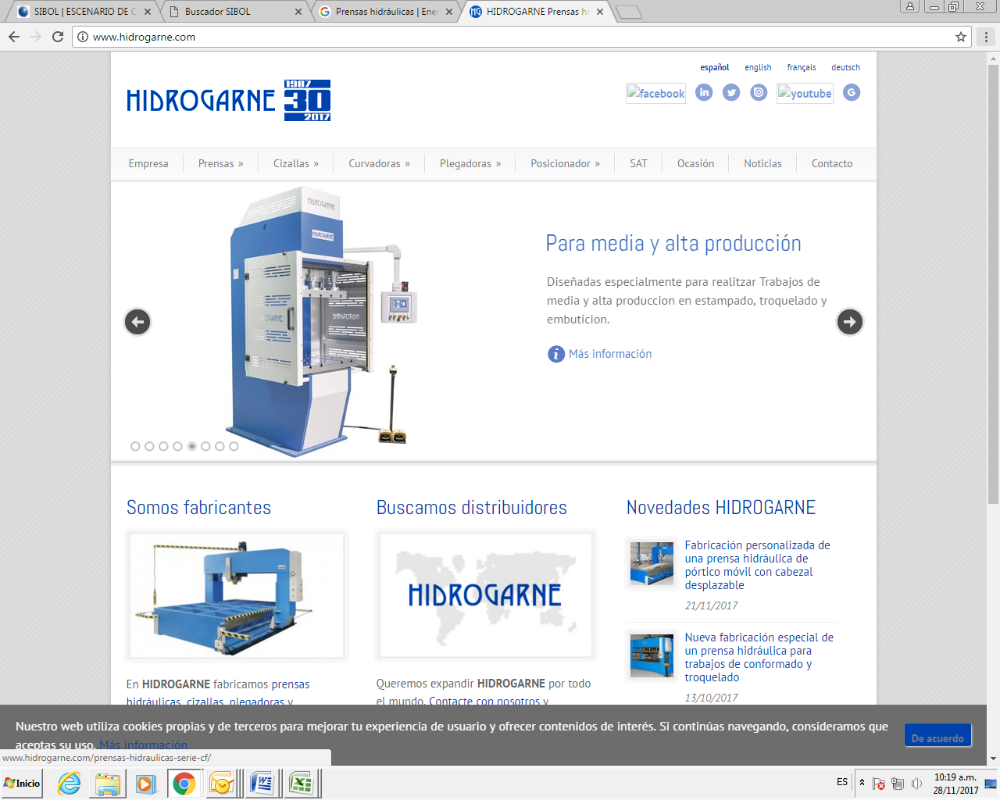 SIBOL | ESCENARIO DE C
Buscador SIBOL
Prensas hidráulicas | Ener
HIDROGARNE Prensas hi
www.hidrogarne.com
español english français deutsch
HIDROGARNE 1987 30 2017
facebook
youtube
Empresa
Prensas »
Cizallas »
Curvadoras »
Plegadoras »
Posicionador »
SAT
Ocasión
Noticias
Contacto
HIDROGARNE
HIDROGARNE
HIDROGARNE
Para media y alta producción
Diseñadas especialmente para realitzar Trabajos de
media y alta produccion en estampado, troquelado y
embuticion.
Más información
Somos fabricantes
En HIDROGARNE fabricamos prensas
hidráulicas, cizallas, plegadoras y
Buscamos distribuidores
HIDROGARNE
Queremos expandir HIDROGARNE por todo
el mundo. Contacte con nosotros y
Novedades HIDROGARNE
Fabricación personalizada de
una prensa hidráulica de
pórtico móvil con cabezal
desplazable
21/11/2017
Nueva fabricación especial de
un prensa hidráulica para
trabajos de conformado y
troquelado
13/10/2017
Nuestro web utiliza cookies propias y de terceros para mejorar tu experiencia de usuario y ofrecer contenidos de interés. Si continúas navegando, consideramos que
aceptas su uso. Más información
De acuerdo
www.hidrogarne.com/prensas-hidraulicas-serie-cf/
Inicio
ES
10:19 a.m.
28/11/2017